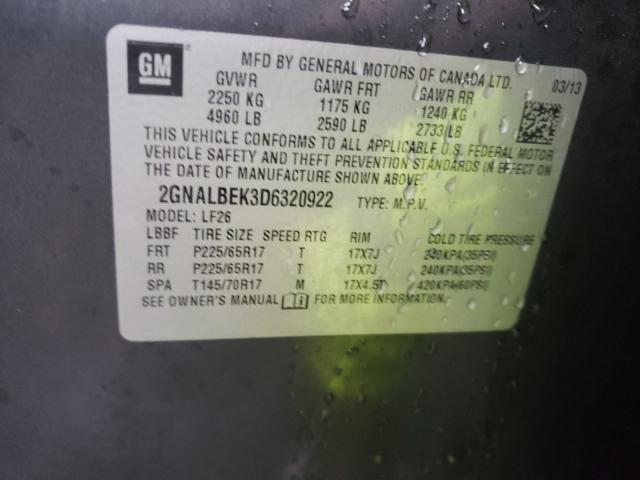 GM
MFD BY GENERAL MOTORS OF CANADA LTD. 03/13
GVWR GAWR FRT GAWR RR
2250 KG 1175 KG 1240 KG
4960 LB 2590 LB 2733 LB
THIS VEHICLE CONFORMS TO ALL APPLICABLE U.S. FEDERAL MOTOR
VEHICLE SAFETY AND THEFT PREVENTION STANDARDS IN EFFECT ON
THE DATE OF MANUFACTURE SHOWN ABOVE.
2GNALBEK3D6320922 TYPE: M.P.V.
MODEL: LF26
LBBF TIRE SIZE SPEED RTG RIM COLD TIRE PRESSURE
FRT P225/65R17 T 17X7J 240KPA(35PSI)
RR P225/65R17 T 17X7J 240KPA(35PSI)
SPA T145/70R17 M 17X4.5T 420KPA(60PSI)
SEE OWNER'S MANUAL FOR MORE INFORMATION.